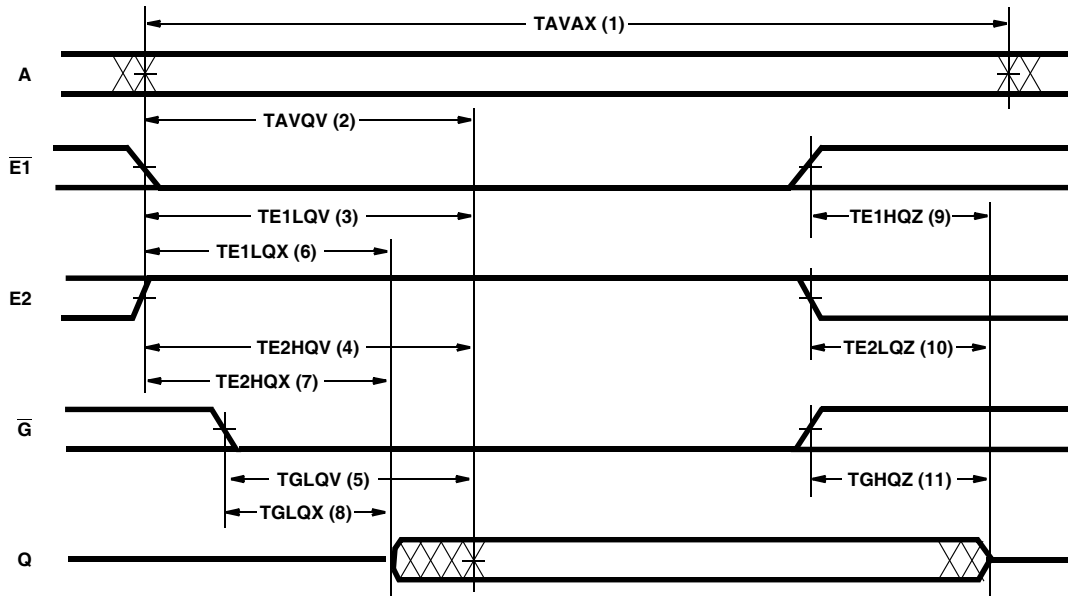 TAVAX (1)
A
TAVQV (2)
E1
TE1LQV (3)
TE1HQZ (9)
TE1LQX (6)
E2
TE2HQV (4)
TE2LQZ (10)
TE2HQX (7)
G
TGLQV (5)
TGHQZ (11)
TGLQX (8)
Q